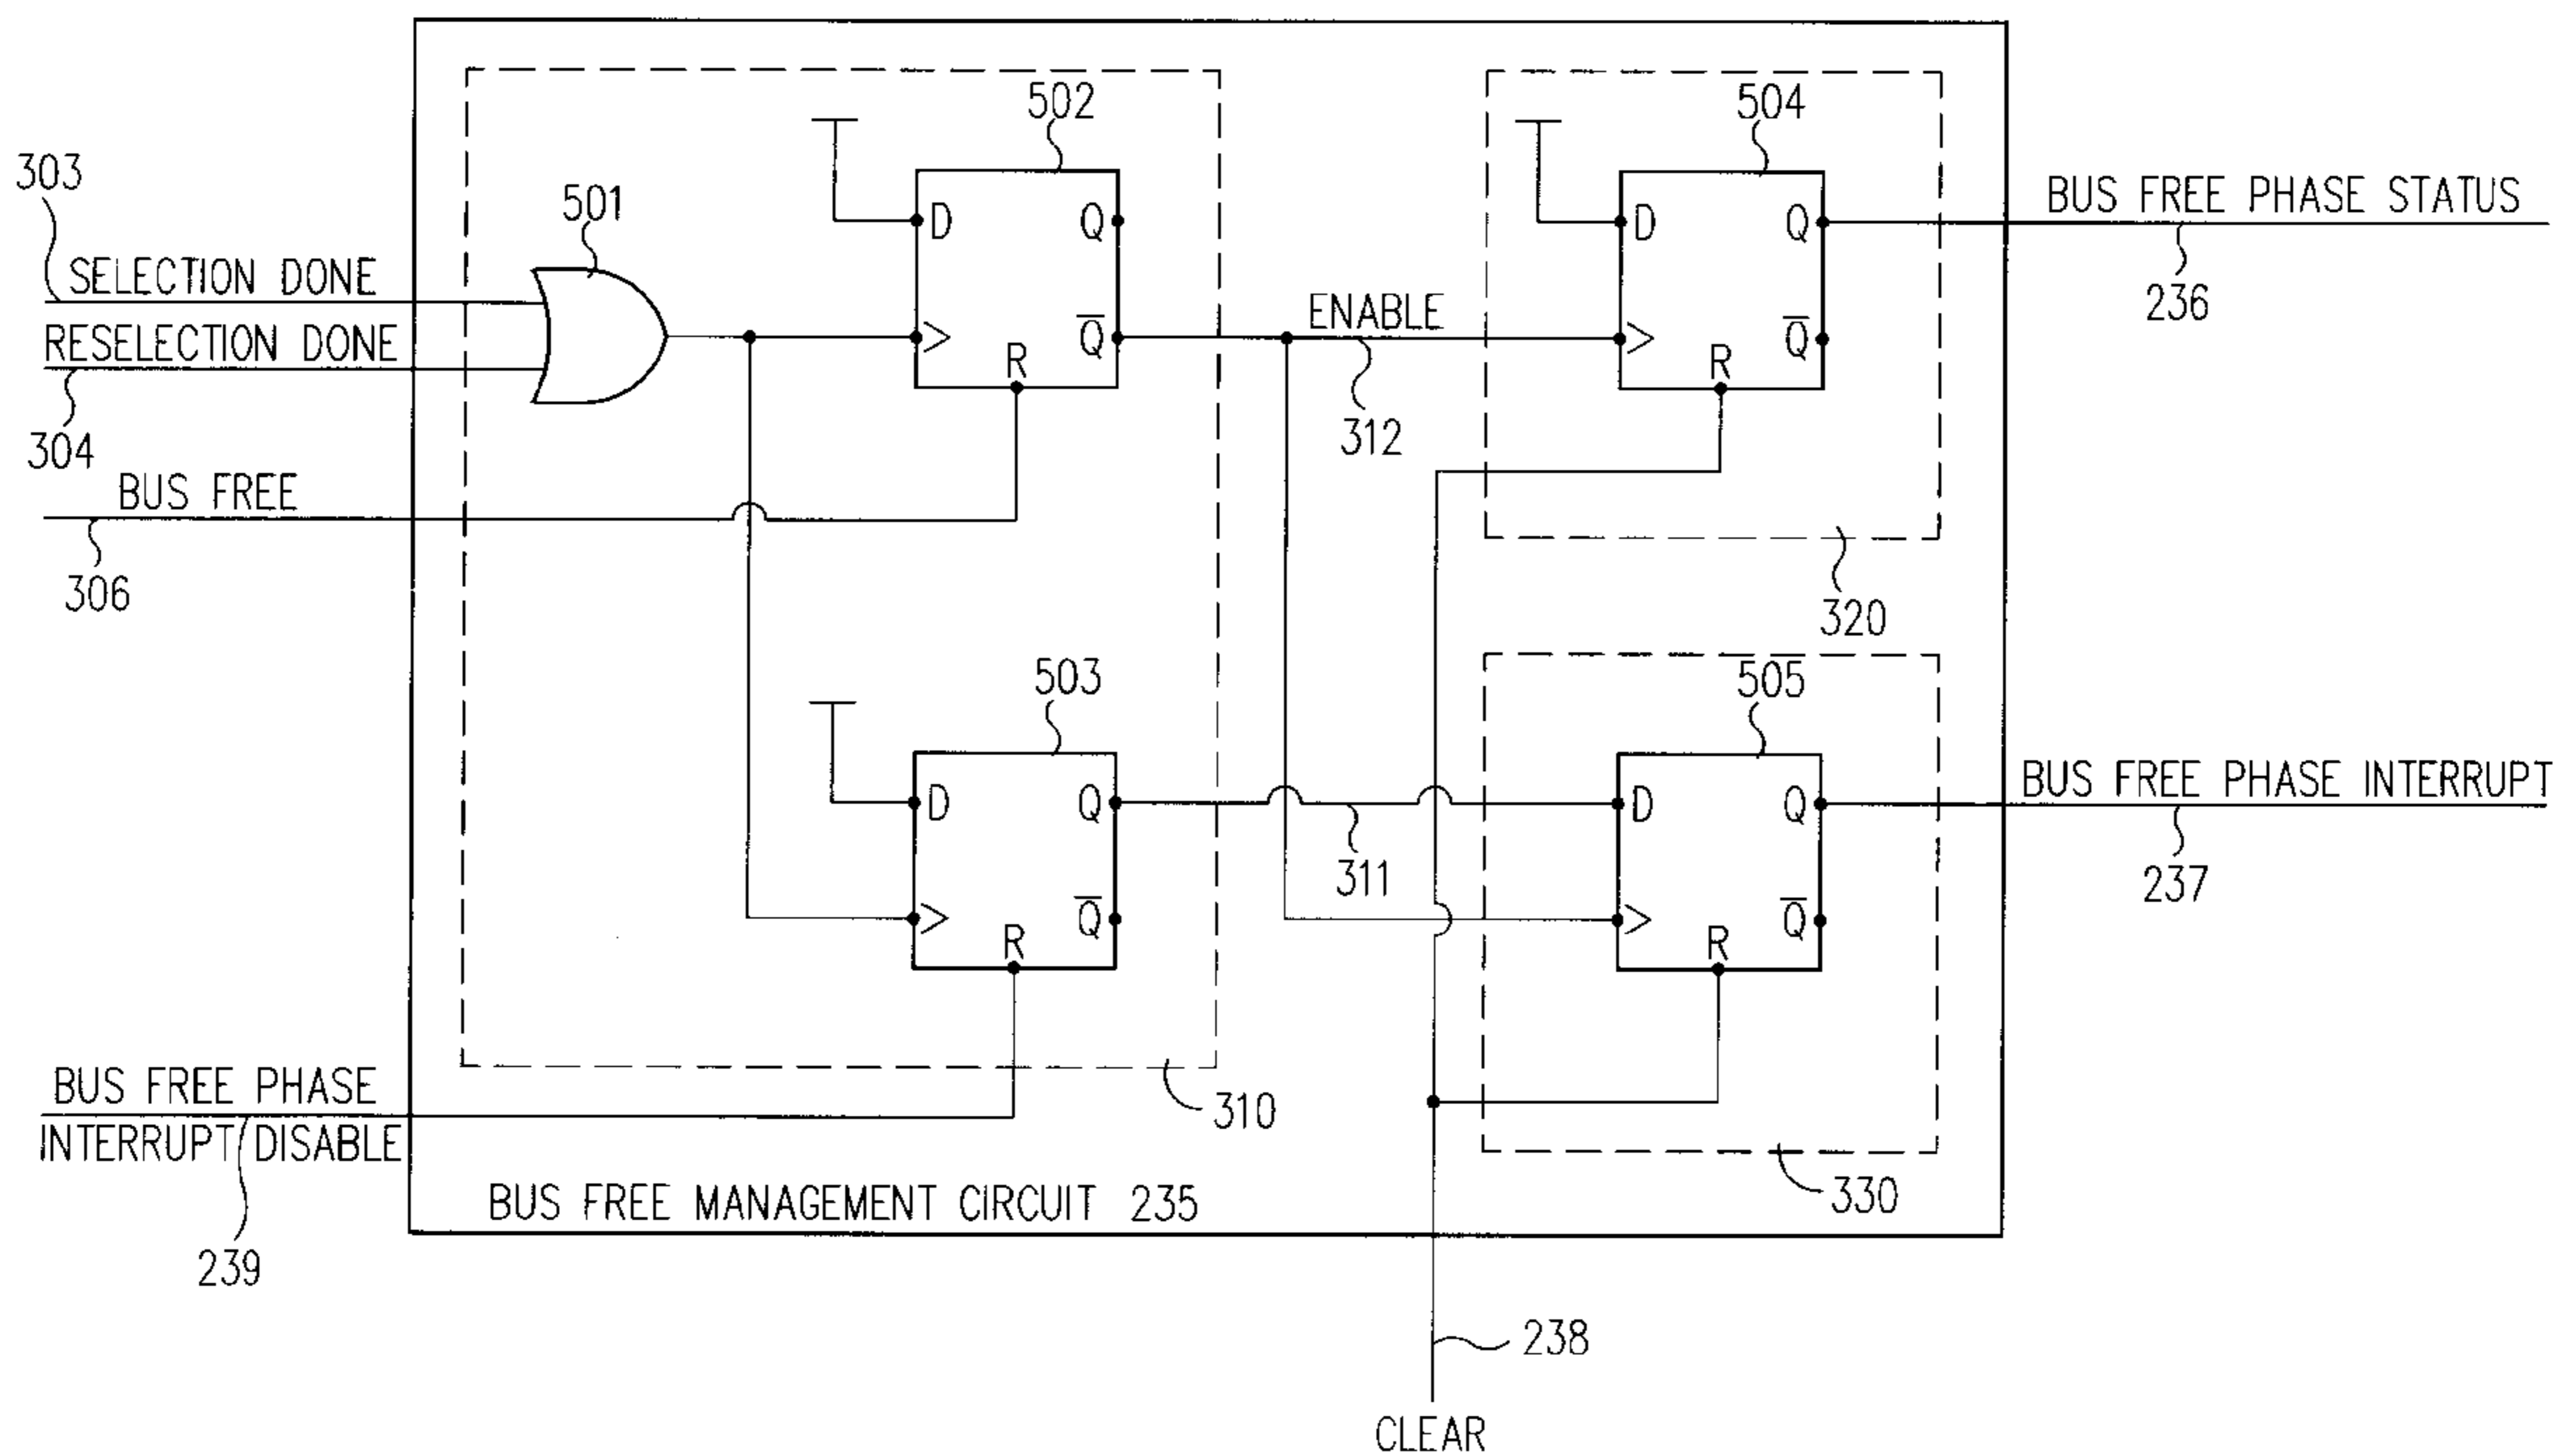 502
504
303
501
BUS FREE PHASE STATUS
D Q
D Q
SELECTION DONE
236
ENABLE
RESELECTION DONE
R Q̅
R Q̅
304
312
BUS FREE
306
320
503
505
BUS FREE PHASE INTERRUPT
D Q
D Q
311
237
R Q̅
R Q̅
BUS FREE PHASE
INTERRUPT DISABLE
310
330
BUS FREE MANAGEMENT CIRCUIT 235
239
238
CLEAR